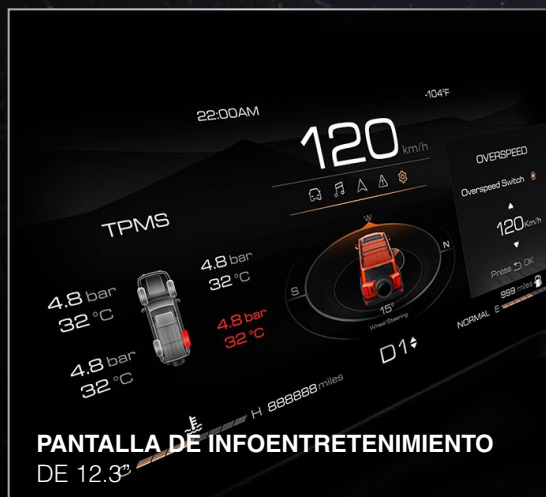 22:00AM
-104°F
120 km/h
OVERSPEED
Overspeed Switch
120 Km/h
Press OK
TPMS
W
N
S
15°
Wheel Steering
4.8 bar
32 °C
4.8 bar
32 °C
4.8 bar
32 °C
4.8 bar
32 °C
D1
999 miles
NORMAL E
H 888888 miles
PANTALLA DE INFOENTRETENIMIENTO
DE 12.3"